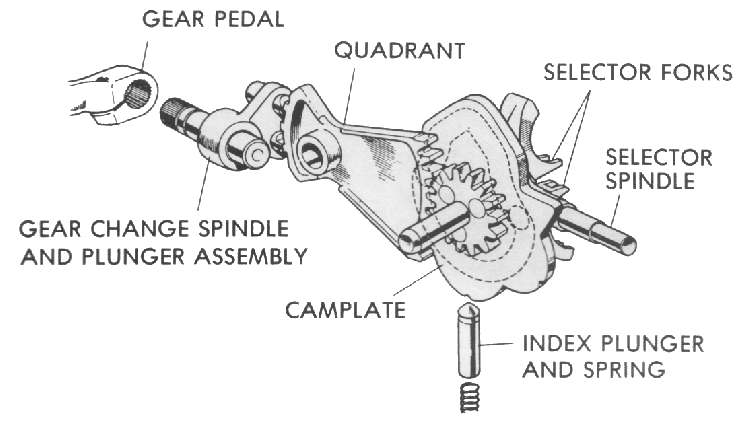 GEAR PEDAL
QUADRANT
SELECTOR FORKS
SELECTOR
SPINDLE
GEAR CHANGE SPINDLE
AND PLUNGER ASSEMBLY
CAMPLATE
INDEX PLUNGER
AND SPRING